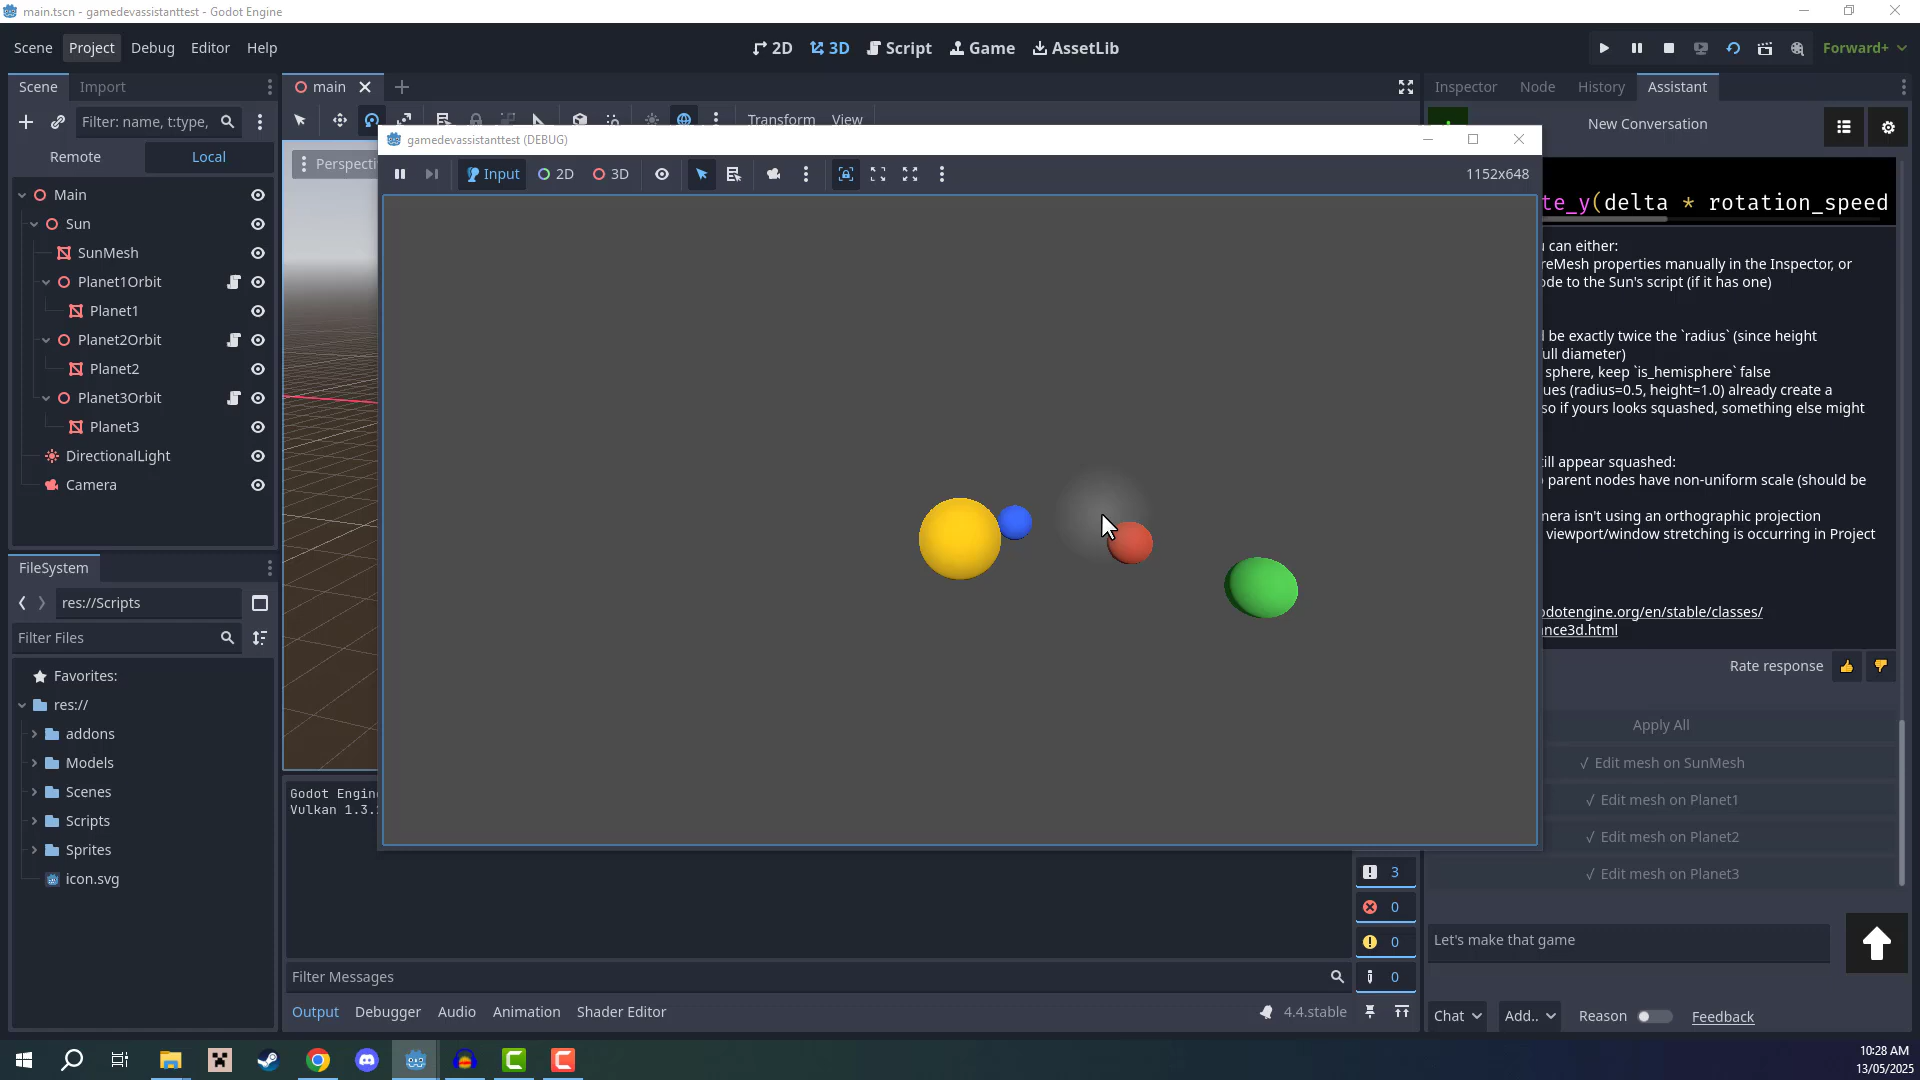 main.tscn - gamedevassistanttest - Godot Engine
Scene Project Debug Editor Help
2D 3D Script Game AssetLib
Forward+
Scene Import
main
Inspector Node History Assistant
Filter: name, t:type,
Transform View
New Conversation
Remote Local
Perspecti
gamedevassistanttest (DEBUG)
Input 2D 3D
1152x648
Main
Sun
SunMesh
Planet1Orbit
Planet1
Planet2Orbit
Planet2
Planet3Orbit
Planet3
DirectionalLight
Camera
te_y(delta * rotation_speed
can either:
reMesh properties manually in the Inspector, or
ode to the Sun's script (if it has one)
be exactly twice the `radius` (since height
ull diameter)
sphere, keep `is_hemisphere` false
ues (radius=0.5, height=1.0) already create a
so if yours looks squashed, something else might
ill appear squashed:
parent nodes have non-uniform scale (should be
mera isn't using an orthographic projection
viewport/window stretching is occurring in Project
odotengine.org/en/stable/classes/
nce3d.html
Rate response
Apply All
√ Edit mesh on SunMesh
√ Edit mesh on Planet1
√ Edit mesh on Planet2
√ Edit mesh on Planet3
Let's make that game
Chat Add.. Reason Feedback
FileSystem
res://Scripts
Filter Files
Favorites:
res://
addons
Models
Scenes
Scripts
Sprites
icon.svg
Godot Engin
Vulkan 1.3.
3
0
0
0
Filter Messages
Output Debugger Audio Animation Shader Editor
4.4.stable
10:28 AM
13/05/2025